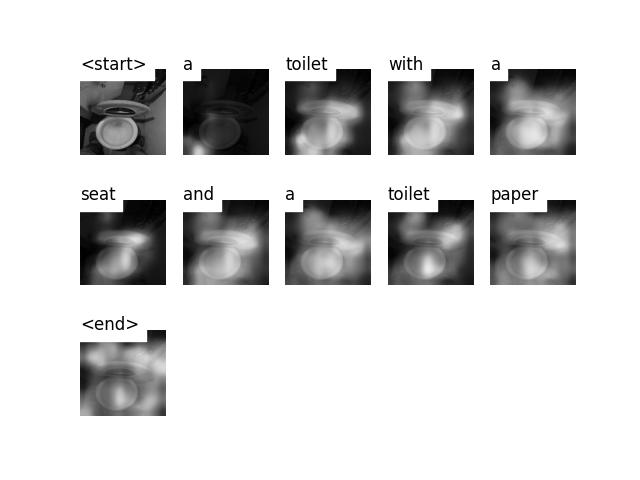 <start> a toilet with a
seat and a toilet paper
<end>